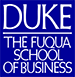 DUKE
THE FUQUA
SCHOOL
OF BUSINESS